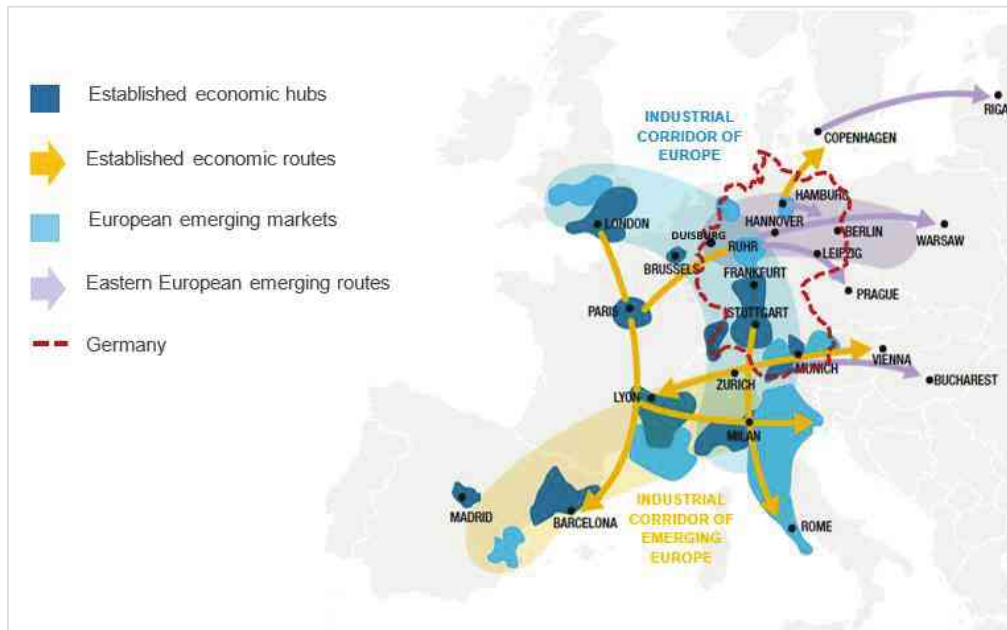 Established economic hubs
Established economic routes
European emerging markets
Eastern European emerging routes
Germany
INDUSTRIAL
CORRIDOR OF
EUROPE
RIGA
COPENHAGEN
HAMBURG
LONDON
DUISBURG
HANNOVER
BERLIN
WARSAW
RUHR
LEIPZIG
BRUSSELS
FRANKFURT
PRAGUE
PARIS
STUTTGART
VIENNA
MUNICH
ZURICH
BUCHAREST
LYON
MILAN
MADRID
BARCELONA
INDUSTRIAL
CORRIDOR OF
EMERGING
EUROPE
ROME